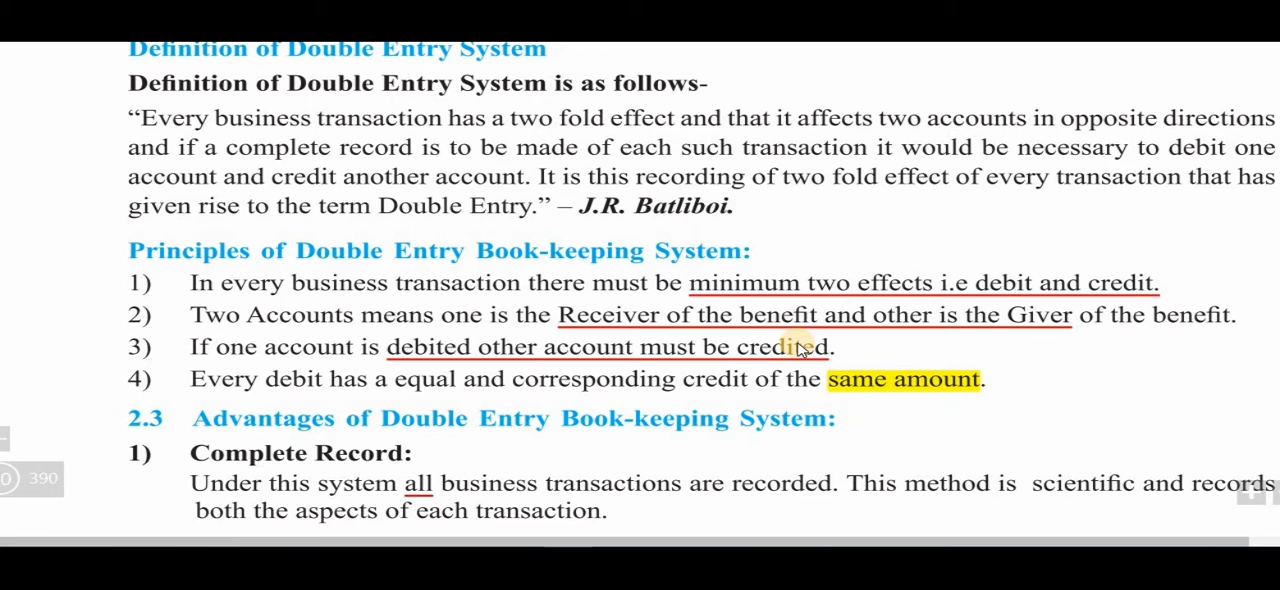 Definition of Double Entry System
Definition of Double Entry System is as follows-
“Every business transaction has a two fold effect and that it affects two accounts in opposite directions
and if a complete record is to be made of each such transaction it would be necessary to debit one
account and credit another account. It is this recording of two fold effect of every transaction that has
given rise to the term Double Entry.” – J.R. Batliboi.
Principles of Double Entry Book-keeping System:
1) In every business transaction there must be minimum two effects i.e debit and credit.
2) Two Accounts means one is the Receiver of the benefit and other is the Giver of the benefit.
3) If one account is debited other account must be credited.
4) Every debit has a equal and corresponding credit of the same amount.
2.3 Advantages of Double Entry Book-keeping System:
1) Complete Record:
Under this system all business transactions are recorded. This method is scientific and records
both the aspects of each transaction.
390